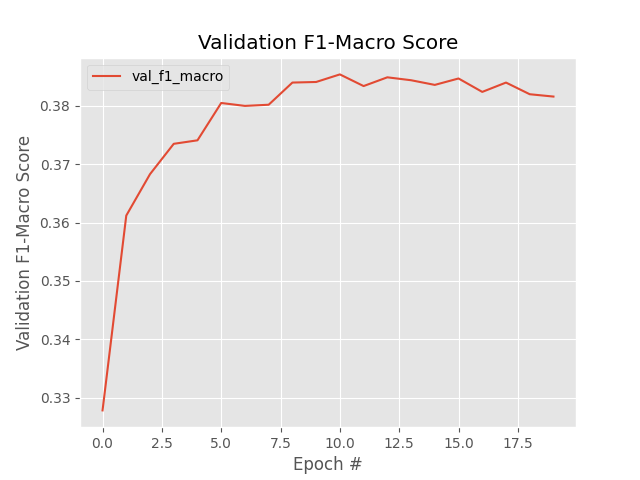 Validation F1-Macro Score
val_f1_macro
Validation F1-Macro Score
0.38
0.37
0.36
0.35
0.34
0.33
0.0 2.5 5.0 7.5 10.0 12.5 15.0 17.5
Epoch #